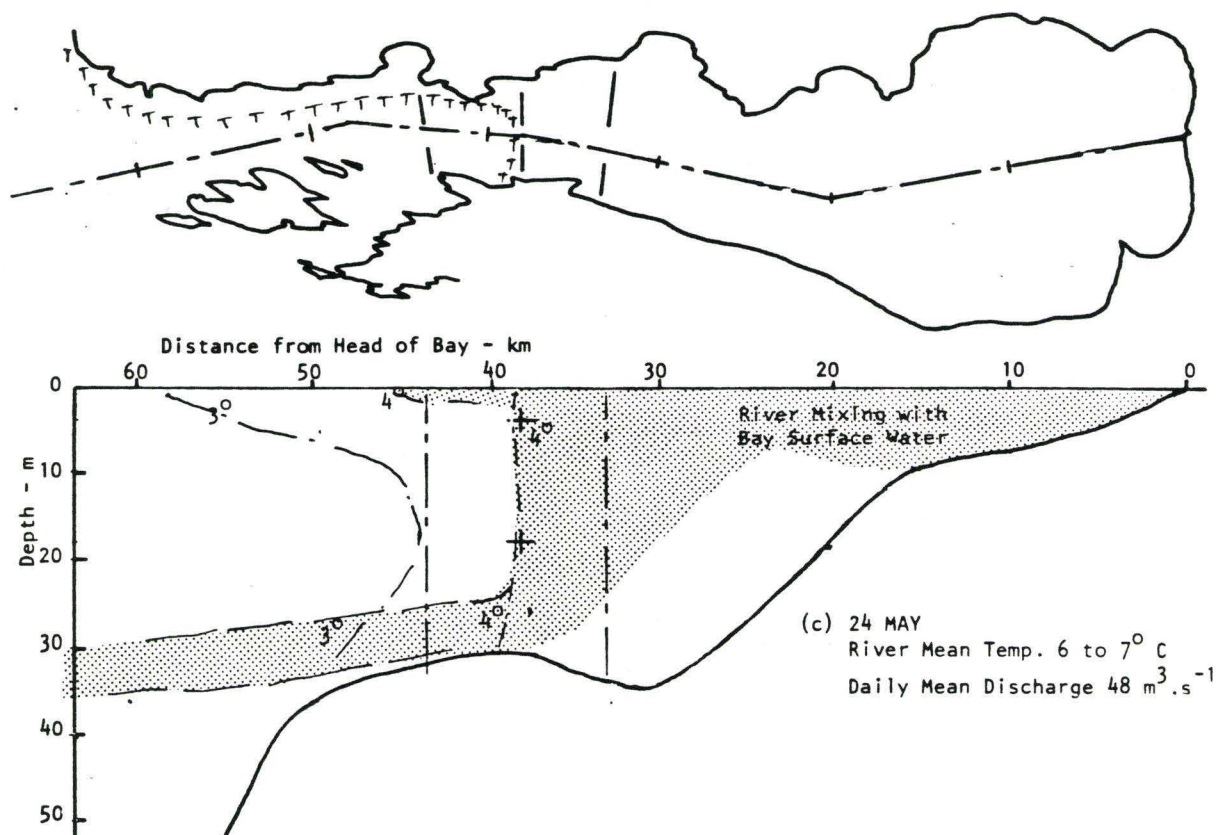 Distance from Head of Bay - km
60 50 40 30 20 10 0
Depth - m
0
10
20
30
40
50
3°
4°
4°
3°
4°
River Mixing with
Bay Surface Water
(c) 24 MAY
River Mean Temp. 6 to 7° C
Daily Mean Discharge 48 m³.s⁻¹